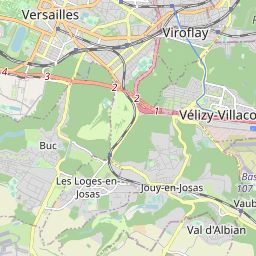 Versailles
Viroflay
4
3
2
2
1
Vélizy-Villaco
Buc
Les Loges-en-
Josas
Jouy-en-Josas
Bas
107
Vaub
Val d'Albian